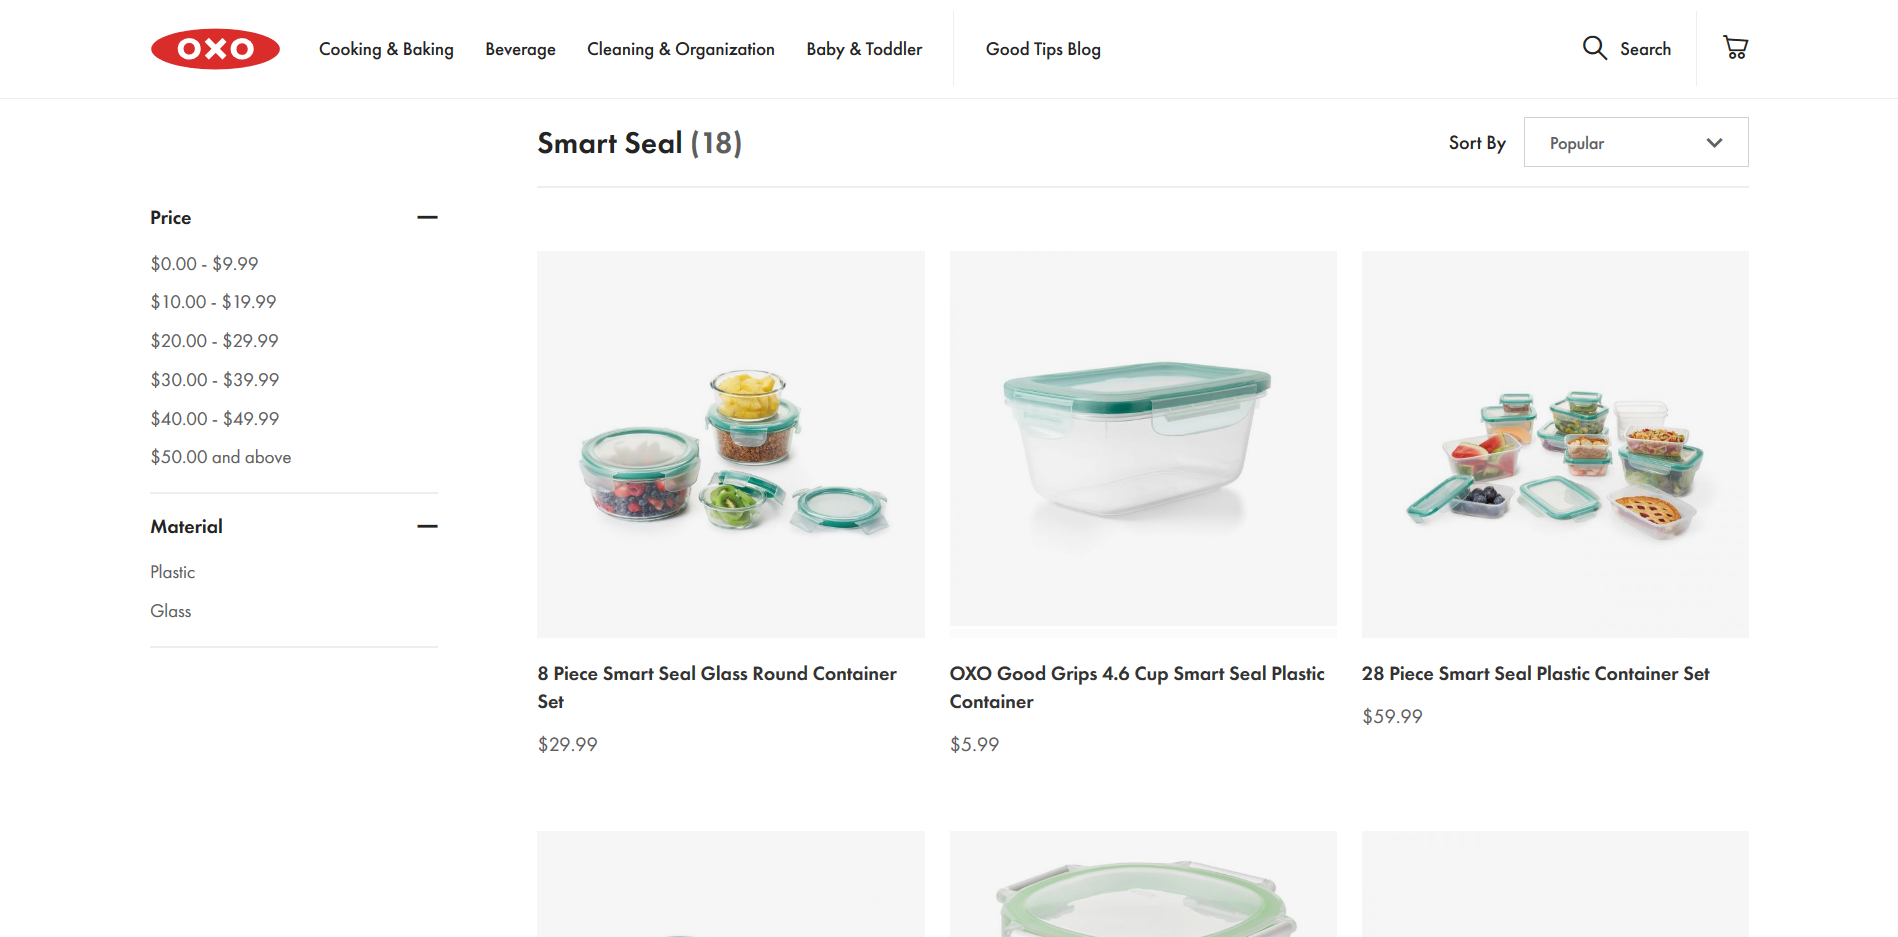 OXO
Cooking & Baking
Beverage
Cleaning & Organization
Baby & Toddler
Good Tips Blog
Search
Smart Seal (18)
Sort By
Popular
Price
$0.00 - $9.99
$10.00 - $19.99
$20.00 - $29.99
$30.00 - $39.99
$40.00 - $49.99
$50.00 and above
Material
Plastic
Glass
8 Piece Smart Seal Glass Round Container
Set
$29.99
OXO Good Grips 4.6 Cup Smart Seal Plastic
Container
$5.99
28 Piece Smart Seal Plastic Container Set
$59.99